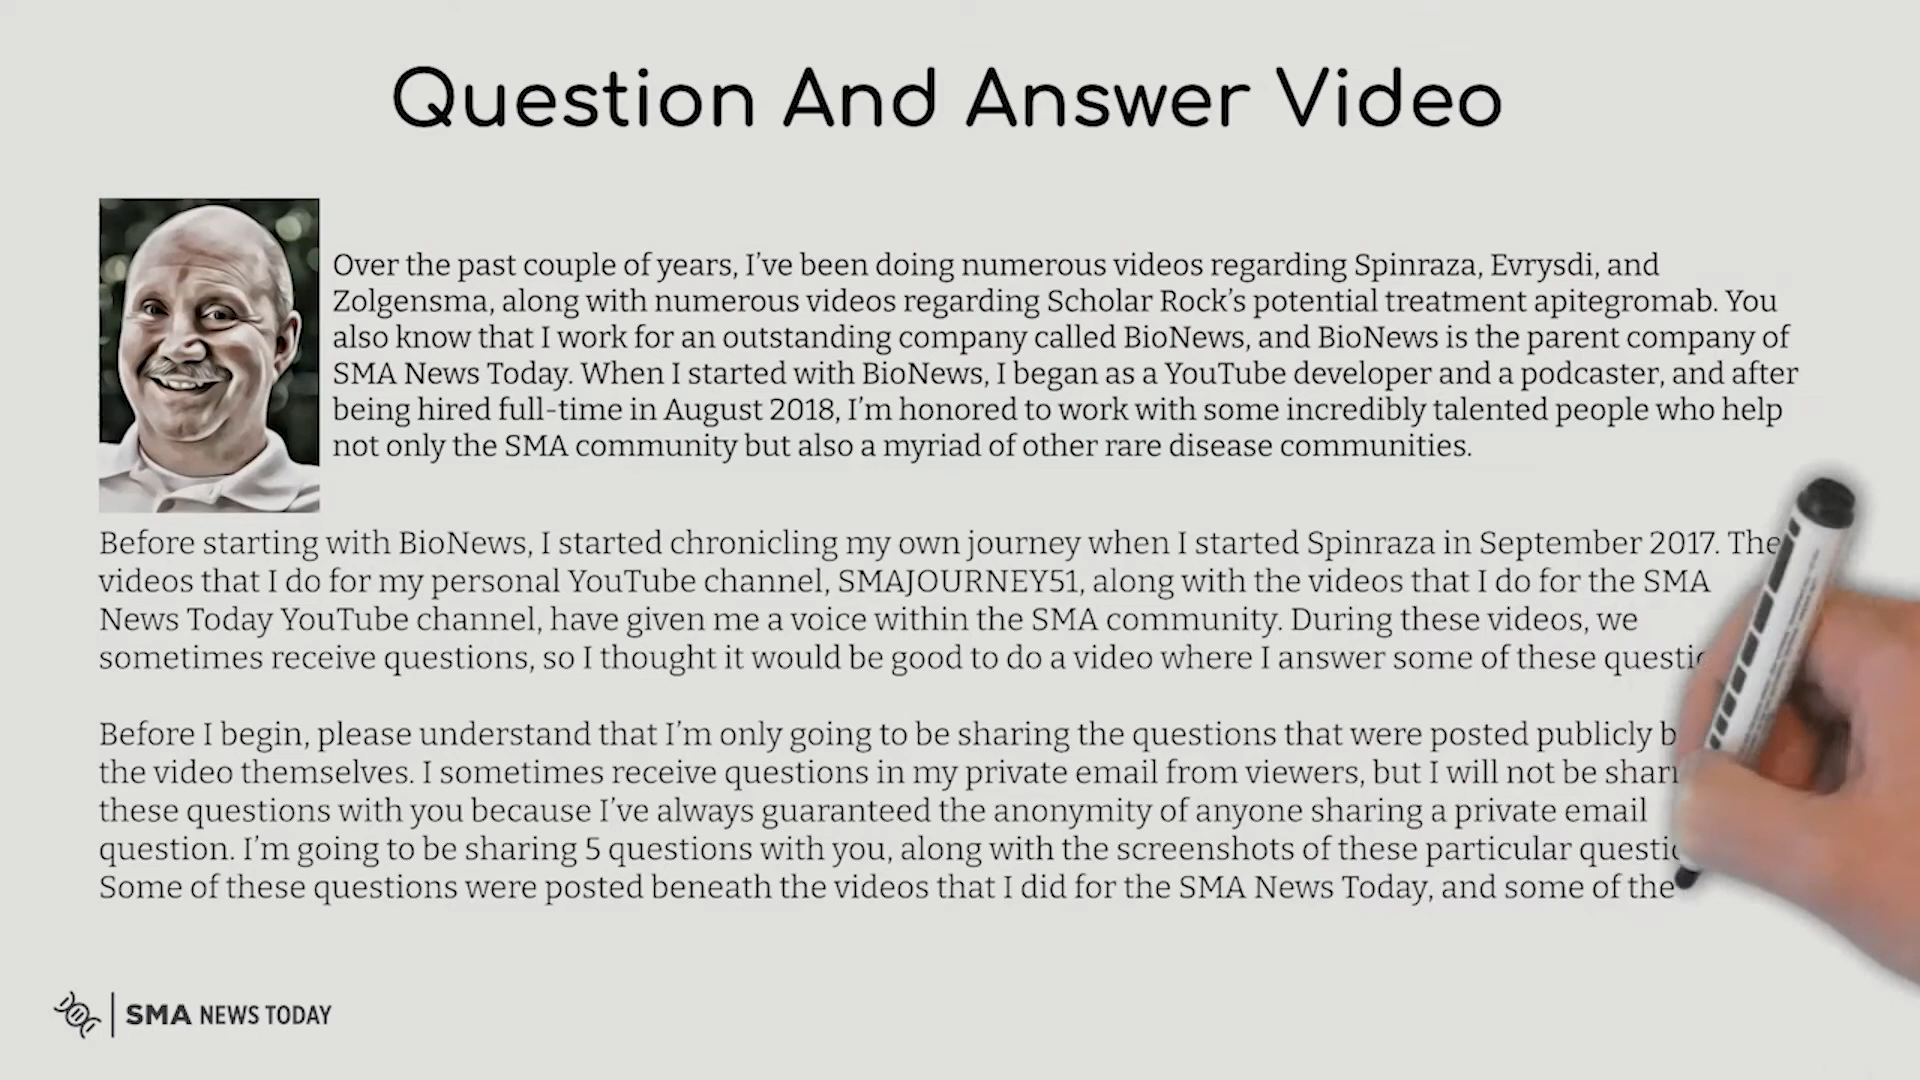 Question And Answer Video
Over the past couple of years, I've been doing numerous videos regarding Spinraza, Evrysdi, and
Zolgensma, along with numerous videos regarding Scholar Rock's potential treatment apitegromab. You
also know that I work for an outstanding company called BioNews, and BioNews is the parent company of
SMA News Today. When I started with BioNews, I began as a YouTube developer and a podcaster, and after
being hired full-time in August 2018, I'm honored to work with some incredibly talented people who help
not only the SMA community but also a myriad of other rare disease communities.
Before starting with BioNews, I started chronicling my own journey when I started Spinraza in September 2017. The
videos that I do for my personal YouTube channel, SMAJOURNEY51, along with the videos that I do for the SMA
News Today YouTube channel, have given me a voice within the SMA community. During these videos, we
sometimes receive questions, so I thought it would be good to do a video where I answer some of these
Before I begin, please understand that I'm only going to be sharing the questions that were posted publicly
the video themselves. I sometimes receive questions in my private email from viewers, but I will not be
these questions with you because I've always guaranteed the anonymity of anyone sharing a private email
question. I'm going to be sharing 5 questions with you, along with the screenshots of these particular
Some of these questions were posted beneath the videos that I did for the SMA News Today, and some of the
SMA NEWS TODAY